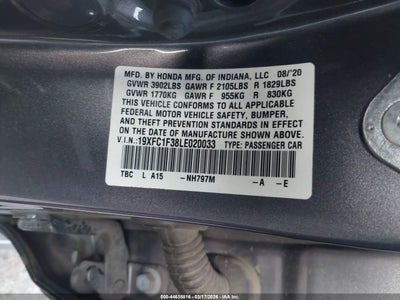 MFD. BY HONDA MFG. OF INDIANA, LLC 08/'20
GVWR 3902LBS GAWR F 2105LBS R 1829LBS
GVWR 1770KG GAWR F 955KG R 830KG
THIS VEHICLE CONFORMS TO ALL APPLICABLE
FEDERAL MOTOR VEHICLE SAFETY, BUMPER,
AND THEFT PREVENTION STANDARDS IN EFFECT ON THE
DATE OF MANUFACTURE SHOWN ABOVE.
V.I.N.:19XFC1F38LE020033 TYPE: PASSENGER CAR
TBC L A15 -NH797M -A -E
000-44638016 - 03/17/2026 - © IAA, LLC